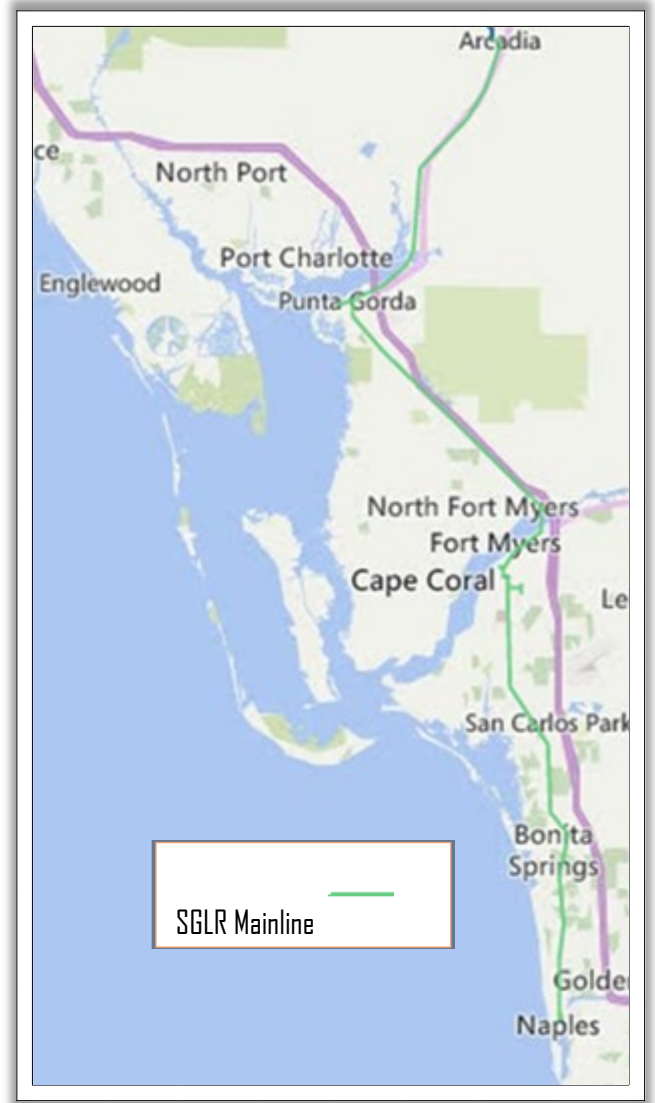 Arcadia
ce
North Port
Port Charlotte
Englewood
Punta Gorda
North Fort Myers
Fort Myers
Cape Coral
Le
San Carlos Park
Bonita
Springs
SGLR Mainline
Golde
Naples